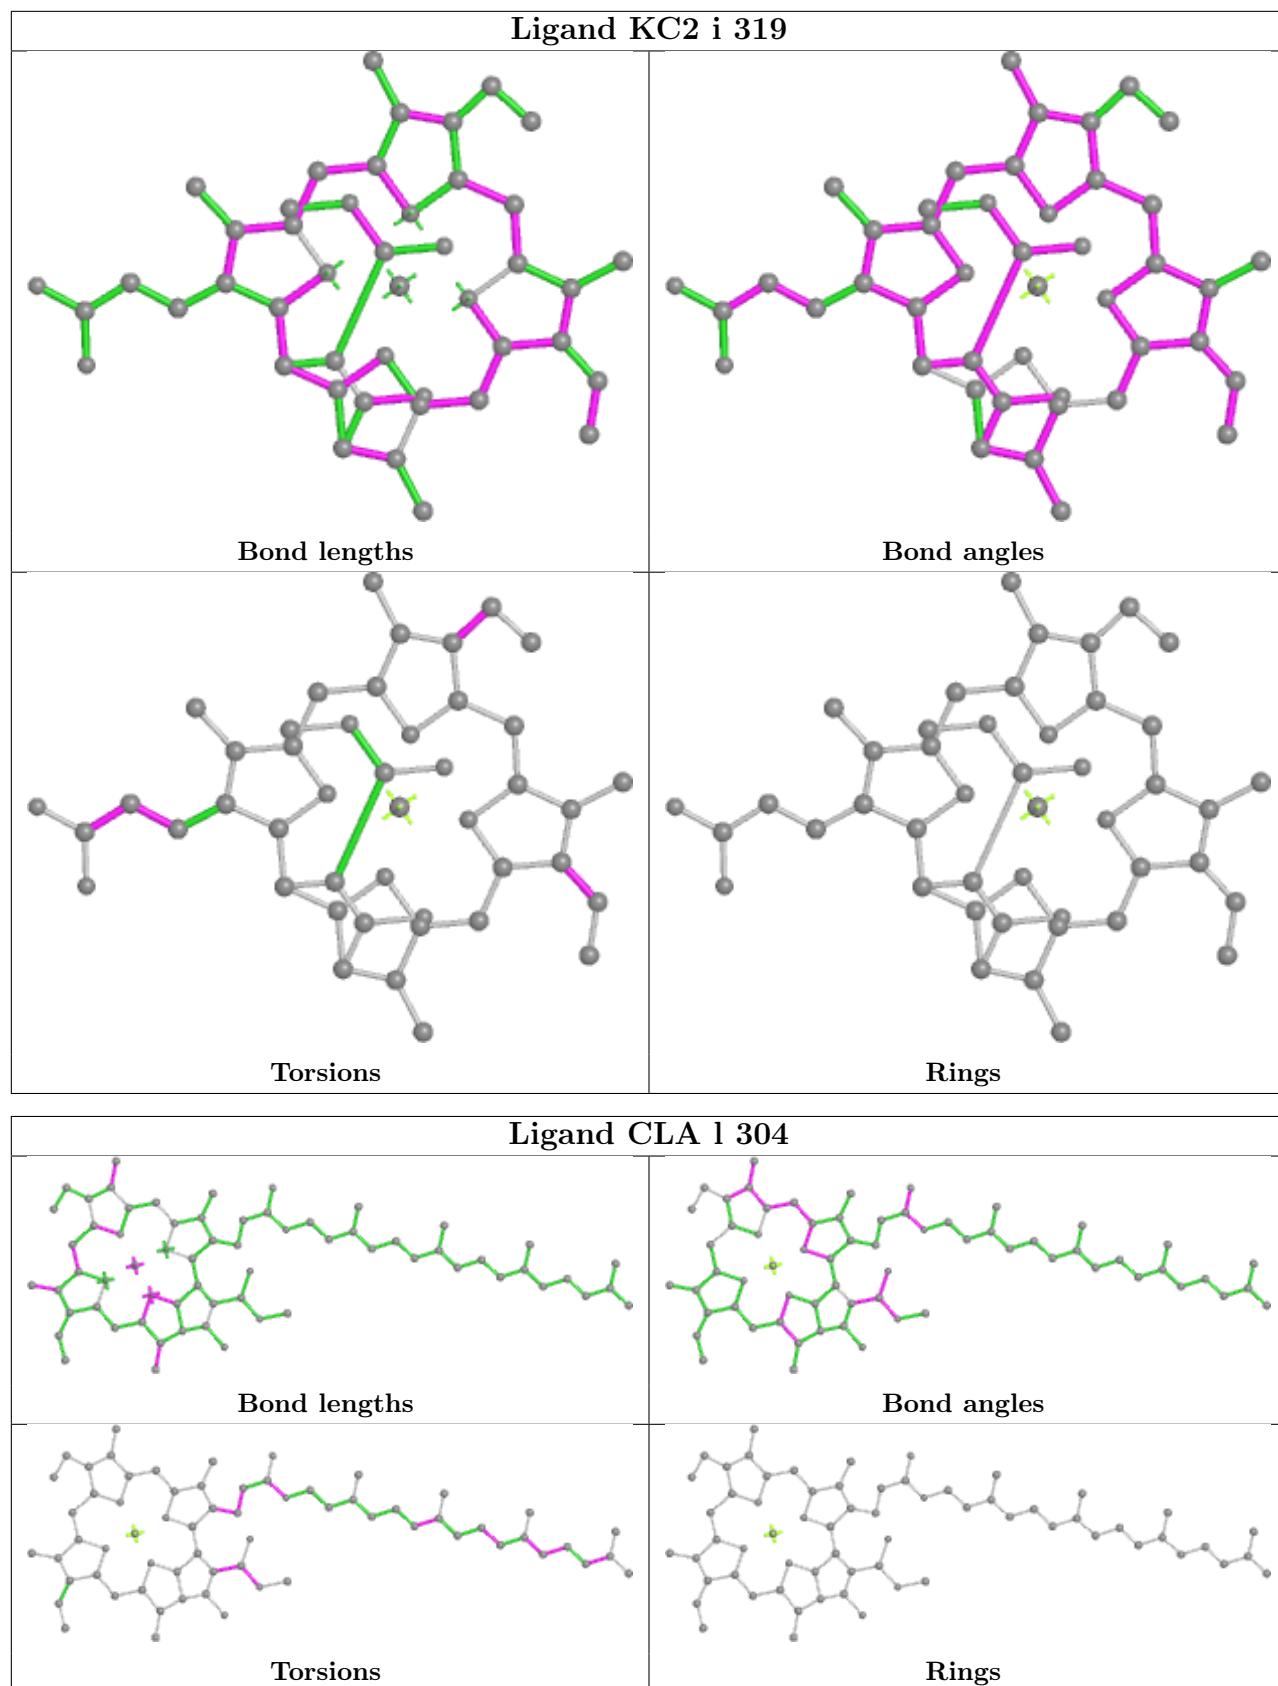 Ligand KC2 i 319
Bond lengths
Bond angles
Torsions
Rings
Ligand CLA l 304
Bond lengths
Bond angles
Torsions
Rings